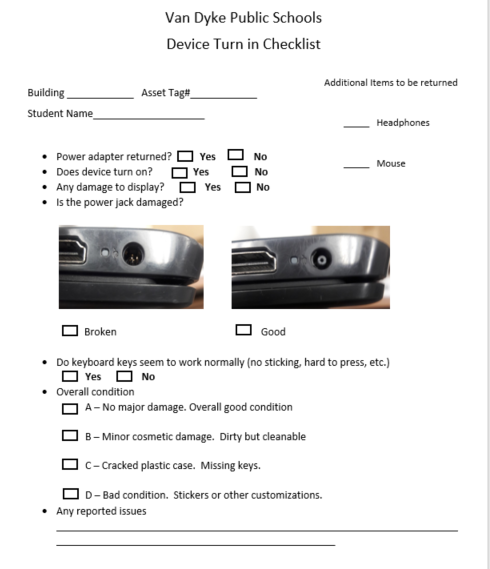 Van Dyke Public Schools
Device Turn in Checklist
Additional Items to be returned
Building ____________ Asset Tag#____________
Student Name____________________
_____ Headphones
_____ Mouse
• Power adapter returned? ☐ Yes ☐ No
• Does device turn on? ☐ Yes ☐ No
• Any damage to display? ☐ Yes ☐ No
• Is the power jack damaged?
☐ Broken ☐ Good
• Do keyboard keys seem to work normally (no sticking, hard to press, etc.)
☐ Yes ☐ No
• Overall condition
☐ A – No major damage. Overall good condition
☐ B – Minor cosmetic damage. Dirty but cleanable
☐ C – Cracked plastic case. Missing keys.
☐ D – Bad condition. Stickers or other customizations.
• Any reported issues